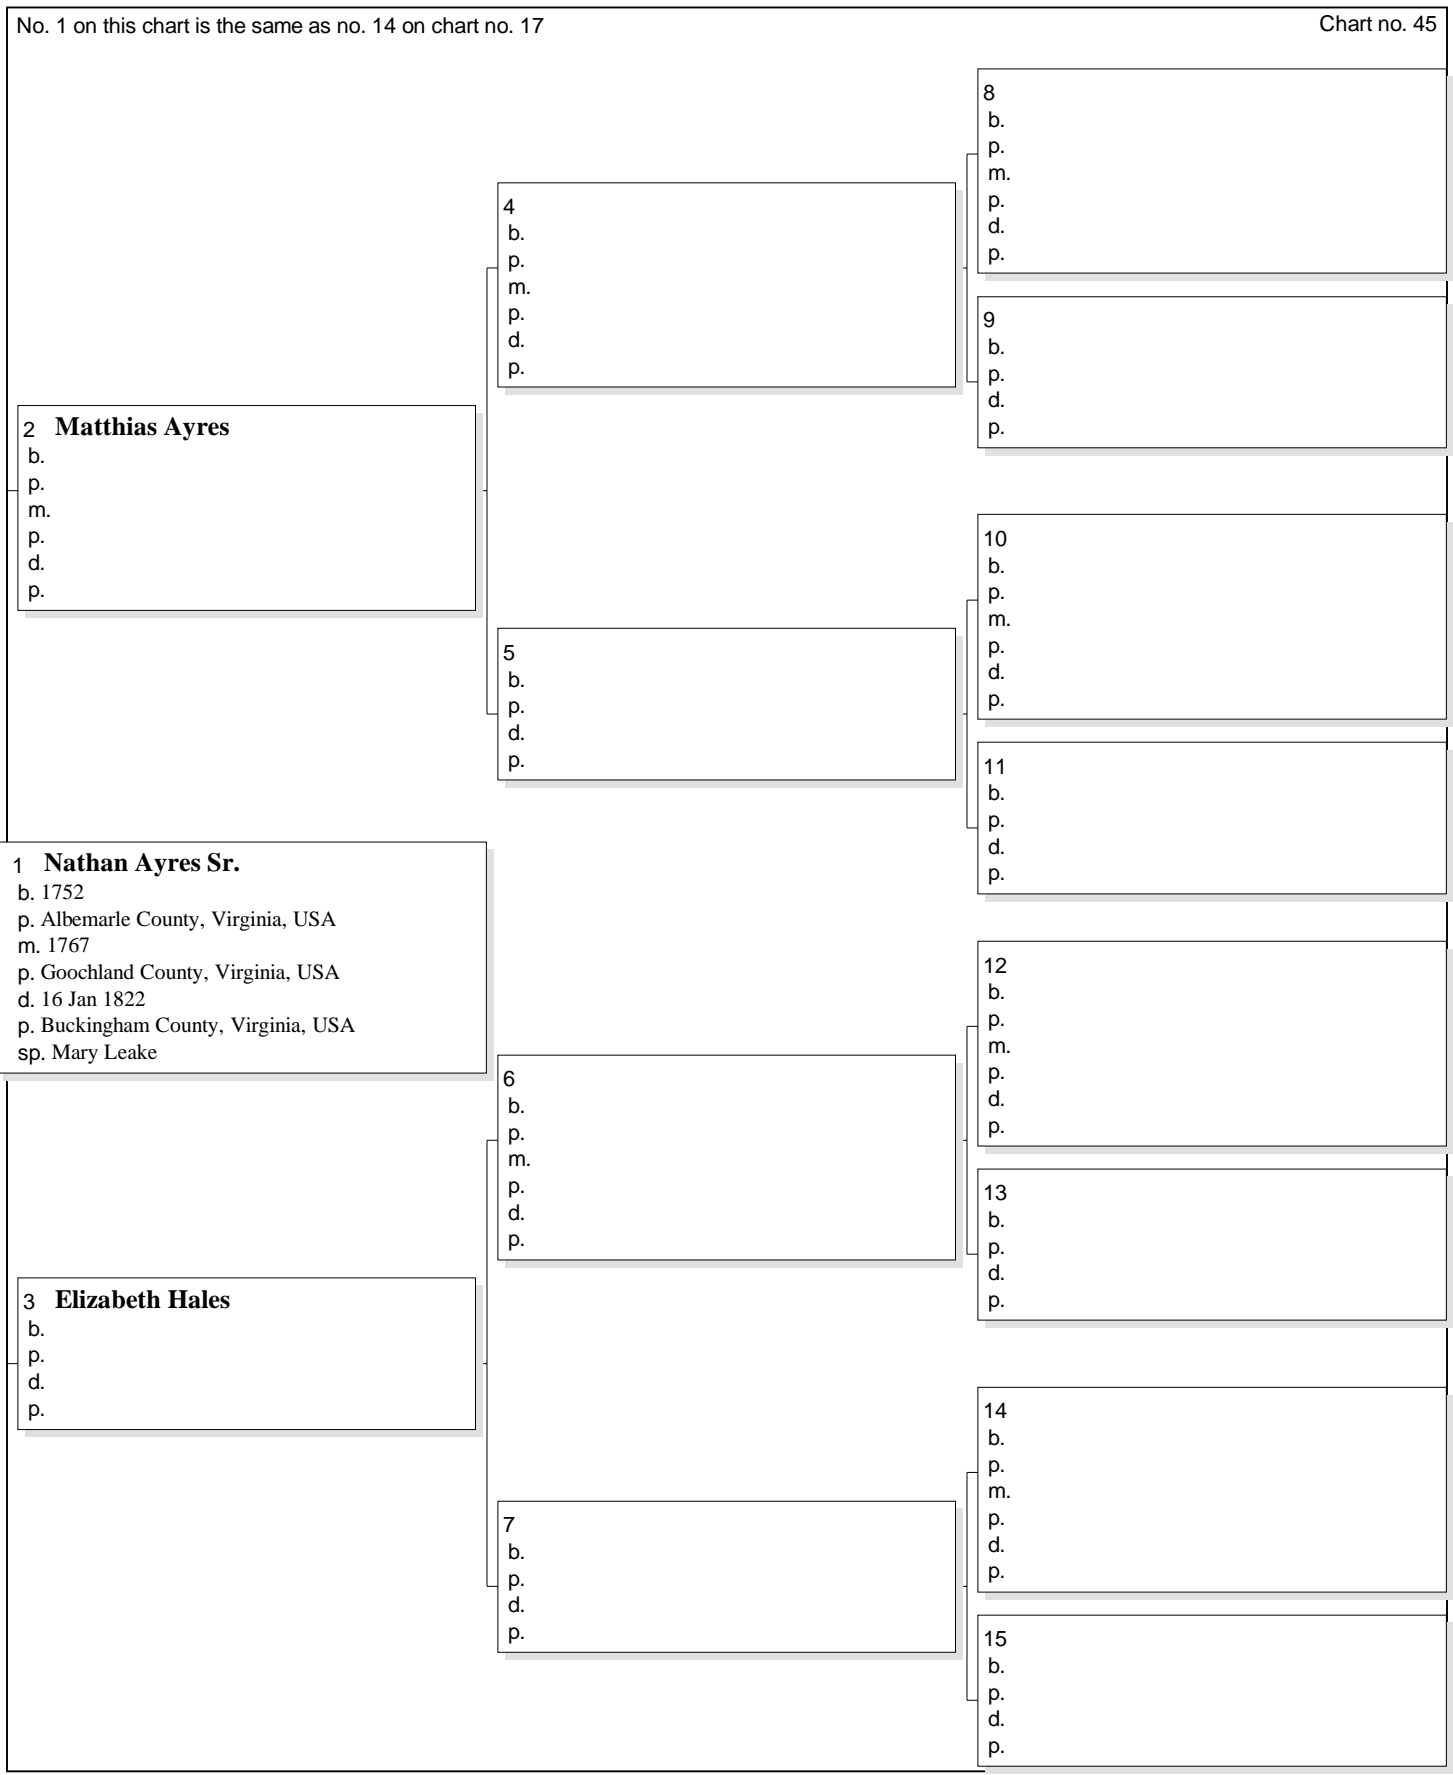 No. 1 on this chart is the same as no. 14 on chart no. 17
Chart no. 45
8
b.
p.
m.
p.
d.
p.
4
b.
p.
m.
p.
d.
p.
9
b.
p.
d.
p.
2 Matthias Ayres
b.
p.
m.
p.
d.
p.
10
b.
p.
m.
p.
d.
p.
5
b.
p.
d.
p.
11
b.
p.
d.
p.
1 Nathan Ayres Sr.
b. 1752
p. Albemarle County, Virginia, USA
m. 1767
p. Goochland County, Virginia, USA
d. 16 Jan 1822
p. Buckingham County, Virginia, USA
sp. Mary Leake
12
b.
p.
m.
p.
d.
p.
6
b.
p.
m.
p.
d.
p.
13
b.
p.
d.
p.
3 Elizabeth Hales
b.
p.
d.
p.
14
b.
p.
m.
p.
d.
p.
7
b.
p.
d.
p.
15
b.
p.
d.
p.